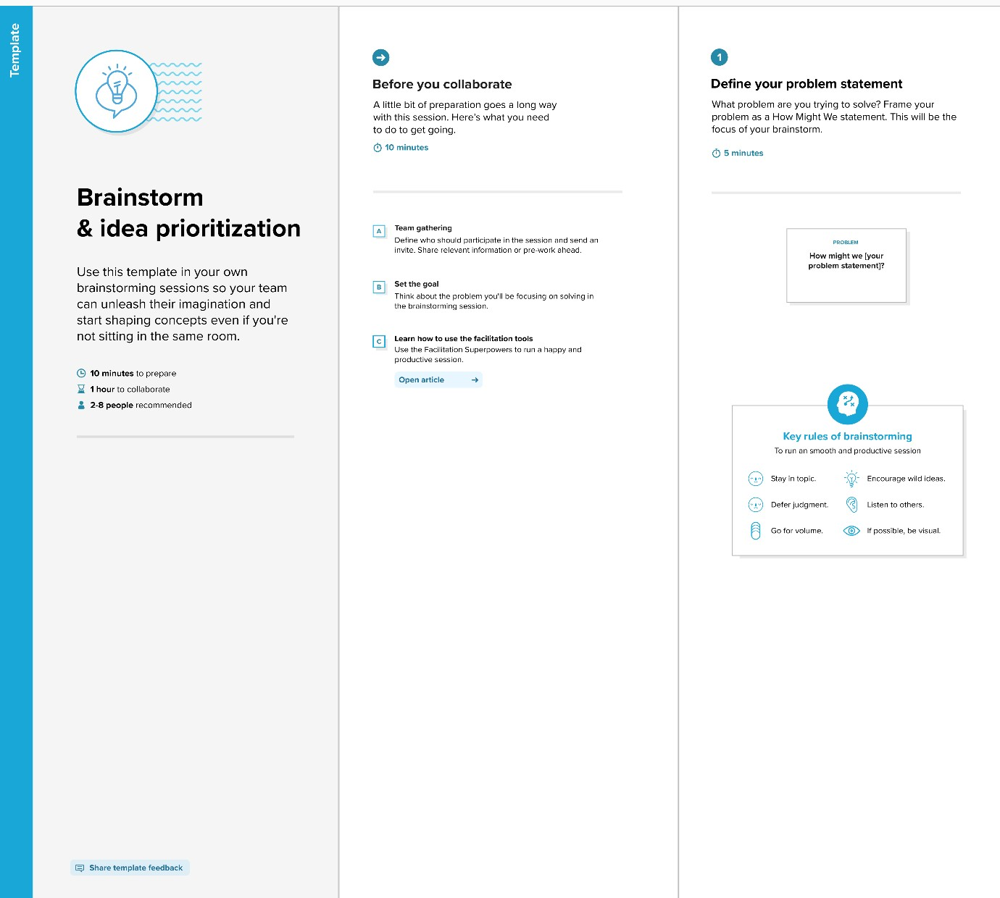 Template
Brainstorm
& idea prioritization
Use this template in your own
brainstorming sessions so your team
can unleash their imagination and
start shaping concepts even if you're
not sitting in the same room.
10 minutes to prepare
1 hour to collaborate
2-8 people recommended
Share template feedback
Before you collaborate
A little bit of preparation goes a long way
with this session. Here's what you need
to do to get going.
10 minutes
A
Team gathering
Define who should participate in the session and send an
invite. Share relevant information or pre-work ahead.
B
Set the goal
Think about the problem you'll be focusing on solving in
the brainstorming session.
C
Learn how to use the facilitation tools
Use the Facilitation Superpowers to run a happy and
productive session.
Open article
1
Define your problem statement
What problem are you trying to solve? Frame your
problem as a How Might We statement. This will be the
focus of your brainstorm.
5 minutes
PROBLEM
How might we [your
problem statement]?
Key rules of brainstorming
To run an smooth and productive session
Stay in topic.
Encourage wild ideas.
Defer judgment.
Listen to others.
Go for volume.
If possible, be visual.